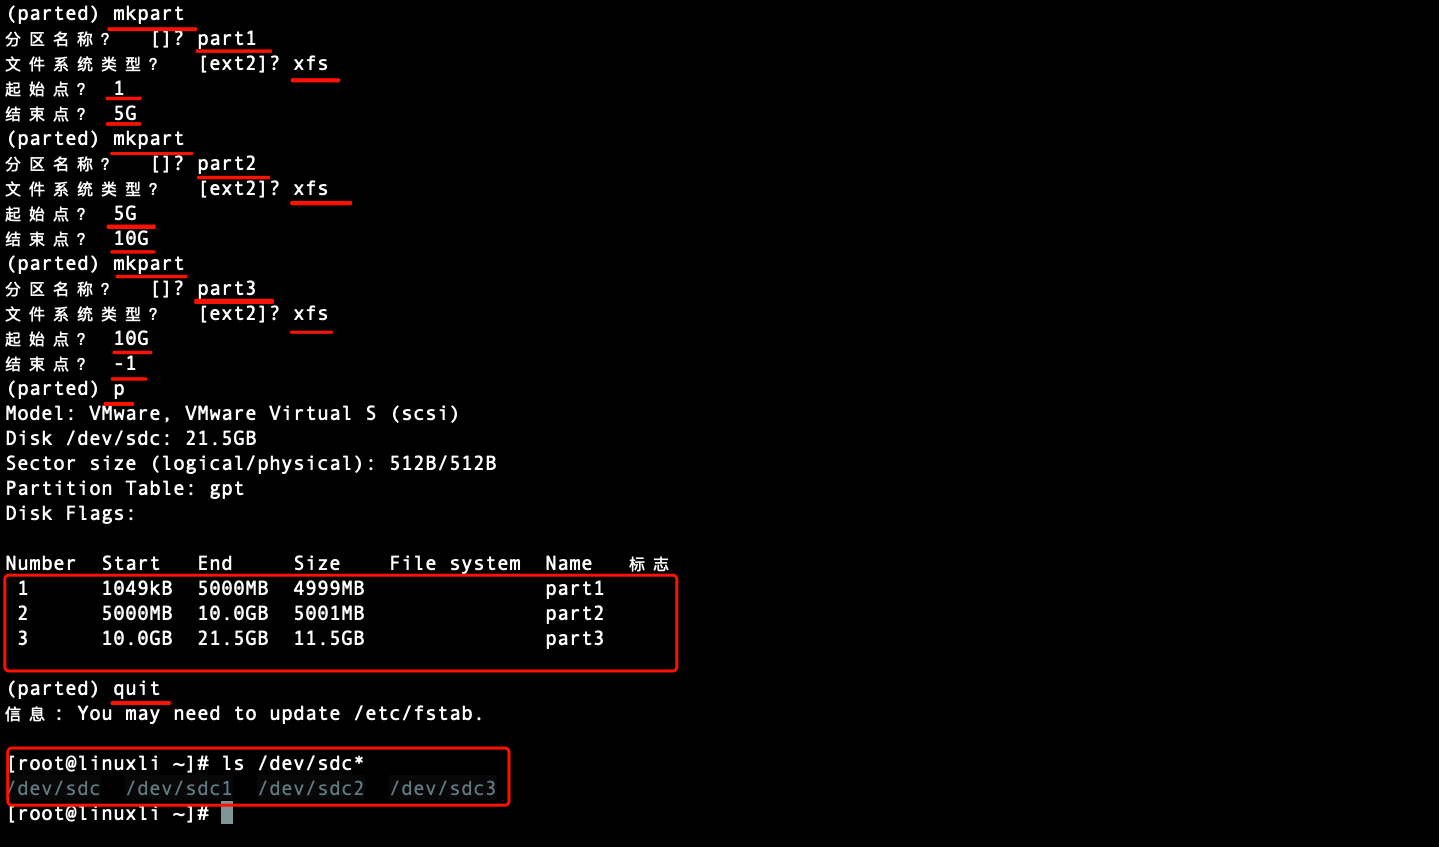 (parted) mkpart
分区名称? []? part1
文件系统类型? [ext2]? xfs
起始点? 1
结束点? 5G
(parted) mkpart
分区名称? []? part2
文件系统类型? [ext2]? xfs
起始点? 5G
结束点? 10G
(parted) mkpart
分区名称? []? part3
文件系统类型? [ext2]? xfs
起始点? 10G
结束点? -1
(parted) p
Model: VMware, VMware Virtual S (scsi)
Disk /dev/sdc: 21.5GB
Sector size (logical/physical): 512B/512B
Partition Table: gpt
Disk Flags:
Number Start End Size File system Name 标志
1 1049kB 5000MB 4999MB part1
2 5000MB 10.0GB 5001MB part2
3 10.0GB 21.5GB 11.5GB part3
(parted) quit
信息: You may need to update /etc/fstab.
[root@linuxli ~]# ls /dev/sdc*
/dev/sdc /dev/sdc1 /dev/sdc2 /dev/sdc3
[root@linuxli ~]#